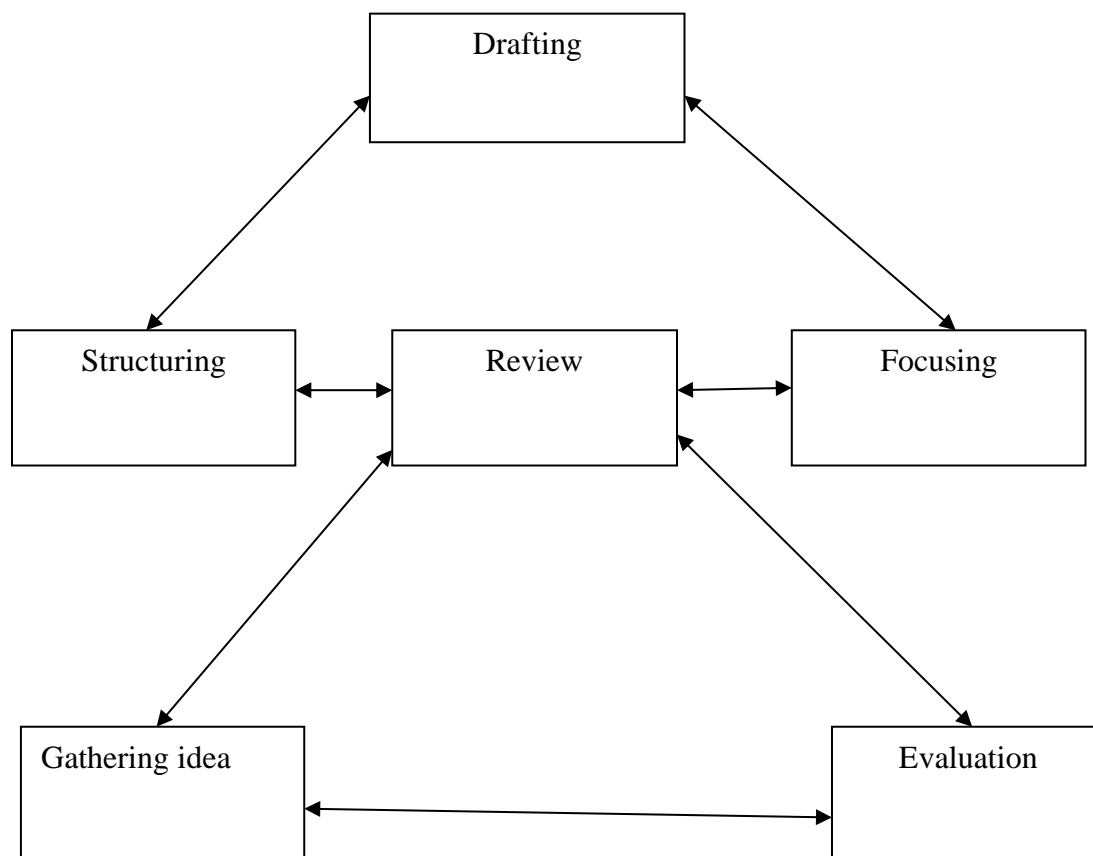 Drafting
Structuring
Review
Focusing
Gathering idea
Evaluation